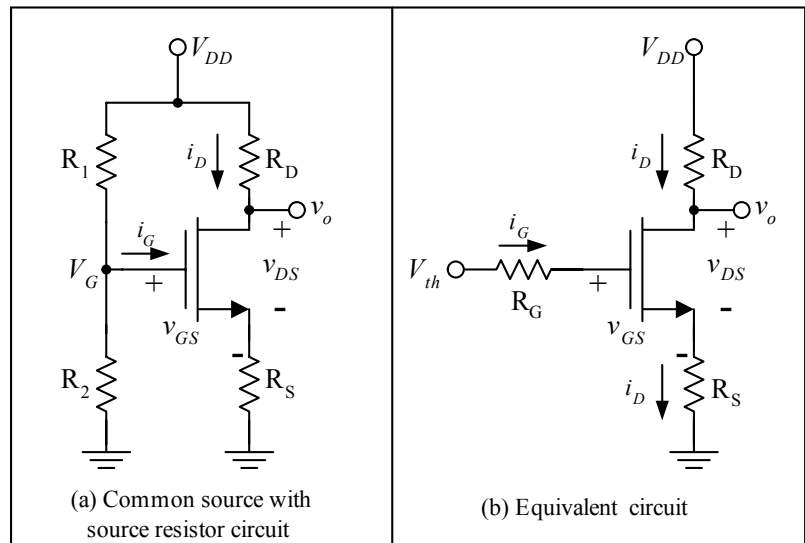 V_DD
V_DD
R_1
i_D
R_D
i_D
R_D
v_o
v_o
i_G
+
i_G
+
V_G
+
v_DS
V_th
+
v_DS
R_G
v_GS
-
v_GS
-
-
-
R_2
R_S
i_D
R_S
(a) Common source with
source resistor circuit
(b) Equivalent circuit